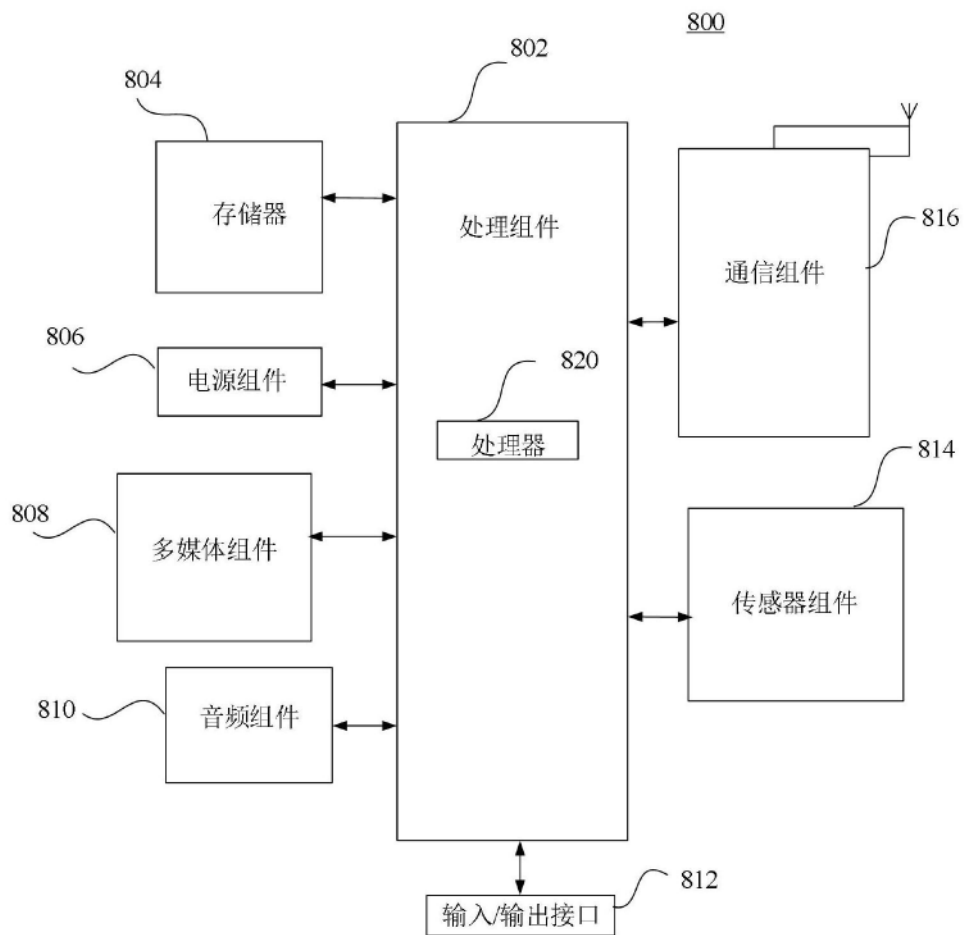 800
802
804
存储器
处理组件
816
通信组件
806
电源组件
820
处理器
814
808
多媒体组件
传感器组件
810
音频组件
812
输入/输出接口